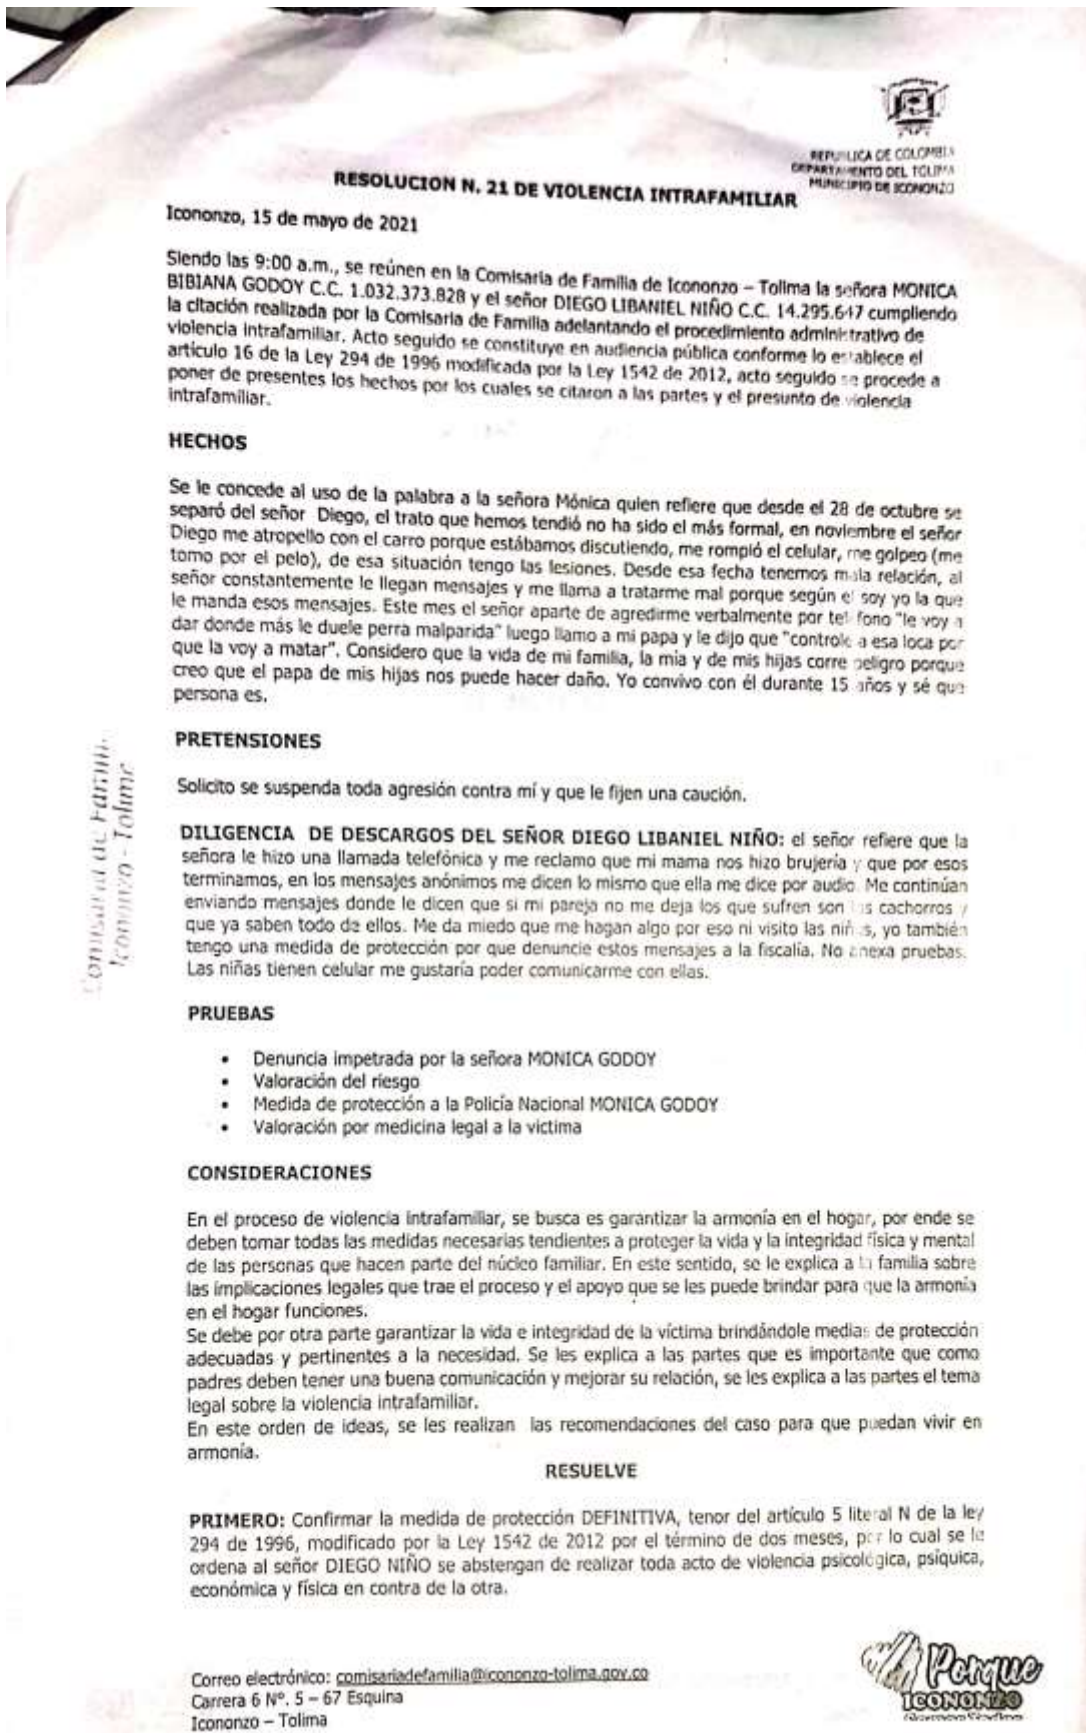 REPUBLICA DE COLOMBIA
DEPARTAMENTO DEL TOLIMA
MUNICIPIO DE ICONONZO
RESOLUCION N. 21 DE VIOLENCIA INTRAFAMILIAR
Icononzo, 15 de mayo de 2021
Siendo las 9:00 a.m., se reúnen en la Comisaria de Familia de Icononzo – Tolima la señora MONICA
BIBIANA GODOY C.C. 1.032.373.828 y el señor DIEGO LIBANIEL NIÑO C.C. 14.295.647 cumpliendo
la citación realizada por la Comisaria de Familia adelantando el procedimiento administrativo de
violencia intrafamiliar. Acto seguido se constituye en audiencia pública conforme lo establece el
artículo 16 de la Ley 294 de 1996 modificada por la Ley 1542 de 2012, acto seguido se procede a
poner de presentes los hechos por los cuales se citaron a las partes y el presunto de violencia
intrafamiliar.
HECHOS
Se le concede al uso de la palabra a la señora Mónica quien refiere que desde el 28 de octubre se
separó del señor Diego, el trato que hemos tendió no ha sido el más formal, en noviembre el señor
Diego me atropello con el carro porque estábamos discutiendo, me rompió el celular, me golpeo (me
tomo por el pelo), de esa situación tengo las lesiones. Desde esa fecha tenemos mala relación, al
señor constantemente le llegan mensajes y me llama a tratarme mal porque según el soy yo la que
le manda esos mensajes. Este mes el señor aparte de agredirme verbalmente por teléfono "le voy a
dar donde más le duele perra malparida" luego llamo a mi papa y le dijo que "controle a esa loca por
que la voy a matar". Considero que la vida de mi familia, la mía y de mis hijas corre peligro porque
creo que el papa de mis hijas nos puede hacer daño. Yo convivo con él durante 15 años y sé que
persona es.
PRETENSIONES
Solicito se suspenda toda agresión contra mí y que le fijen una caución.
Comisaria de Familia
Icononzo - Tolima
DILIGENCIA DE DESCARGOS DEL SEÑOR DIEGO LIBANIEL NIÑO: el señor refiere que la
señora le hizo una llamada telefónica y me reclamo que mi mama nos hizo brujería y que por esos
terminamos, en los mensajes anónimos me dicen lo mismo que ella me dice por audio. Me continúan
enviando mensajes donde le dicen que si mi pareja no me deja los que sufren son los cachorros y
que ya saben todo de ellos. Me da miedo que me hagan algo por eso ni visito las niñas, yo también
tengo una medida de protección por que denuncie estos mensajes a la fiscalía. No anexa pruebas.
Las niñas tienen celular me gustaría poder comunicarme con ellas.
PRUEBAS
• Denuncia impetrada por la señora MONICA GODOY
• Valoración del riesgo
• Medida de protección a la Policía Nacional MONICA GODOY
• Valoración por medicina legal a la victima
CONSIDERACIONES
En el proceso de violencia intrafamiliar, se busca es garantizar la armonía en el hogar, por ende se
deben tomar todas las medidas necesarias tendientes a proteger la vida y la integridad física y mental
de las personas que hacen parte del núcleo familiar. En este sentido, se le explica a la familia sobre
las implicaciones legales que trae el proceso y el apoyo que se les puede brindar para que la armonía
en el hogar funciones.
Se debe por otra parte garantizar la vida e integridad de la víctima brindándole medias de protección
adecuadas y pertinentes a la necesidad. Se les explica a las partes que es importante que como
padres deben tener una buena comunicación y mejorar su relación, se les explica a las partes el tema
legal sobre la violencia intrafamiliar.
En este orden de ideas, se les realizan las recomendaciones del caso para que puedan vivir en
armonía.
RESUELVE
PRIMERO: Confirmar la medida de protección DEFINITIVA, tenor del artículo 5 literal N de la ley
294 de 1996, modificado por la Ley 1542 de 2012 por el término de dos meses, por lo cual se le
ordena al señor DIEGO NIÑO se abstengan de realizar toda acto de violencia psicológica, psíquica,
económica y física en contra de la otra.
Correo electrónico: comisariadefamilia@icononzo-tolima.gov.co
Carrera 6 Nº. 5 – 67 Esquina
Icononzo – Tolima
Porque
ICONONZO